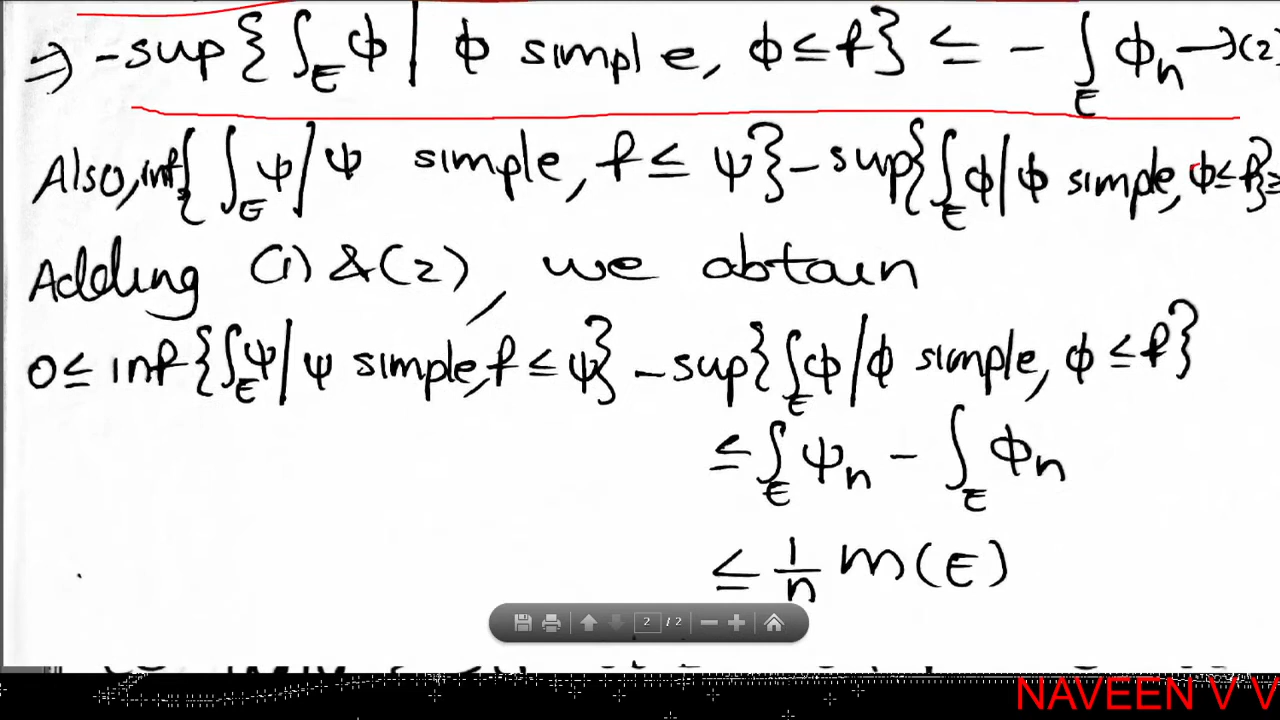 ⇒ -sup{∫_E ϕ | ϕ simple, ϕ ≤ f} ≤ - ∫_E ϕ_n → (2)
Also, inf{∫_E ψ | ψ simple, f ≤ ψ} - sup{∫_E ϕ | ϕ simple, ϕ ≤ f} ≥
Adding (1) & (2), we obtain
0 ≤ inf{∫_E ψ | ψ simple, f ≤ ψ} - sup{∫_E ϕ | ϕ simple, ϕ ≤ f}
≤ ∫_E ψ_n - ∫_E ϕ_n
≤ 1/n m(E)
2 / 2
NAVEEN V V